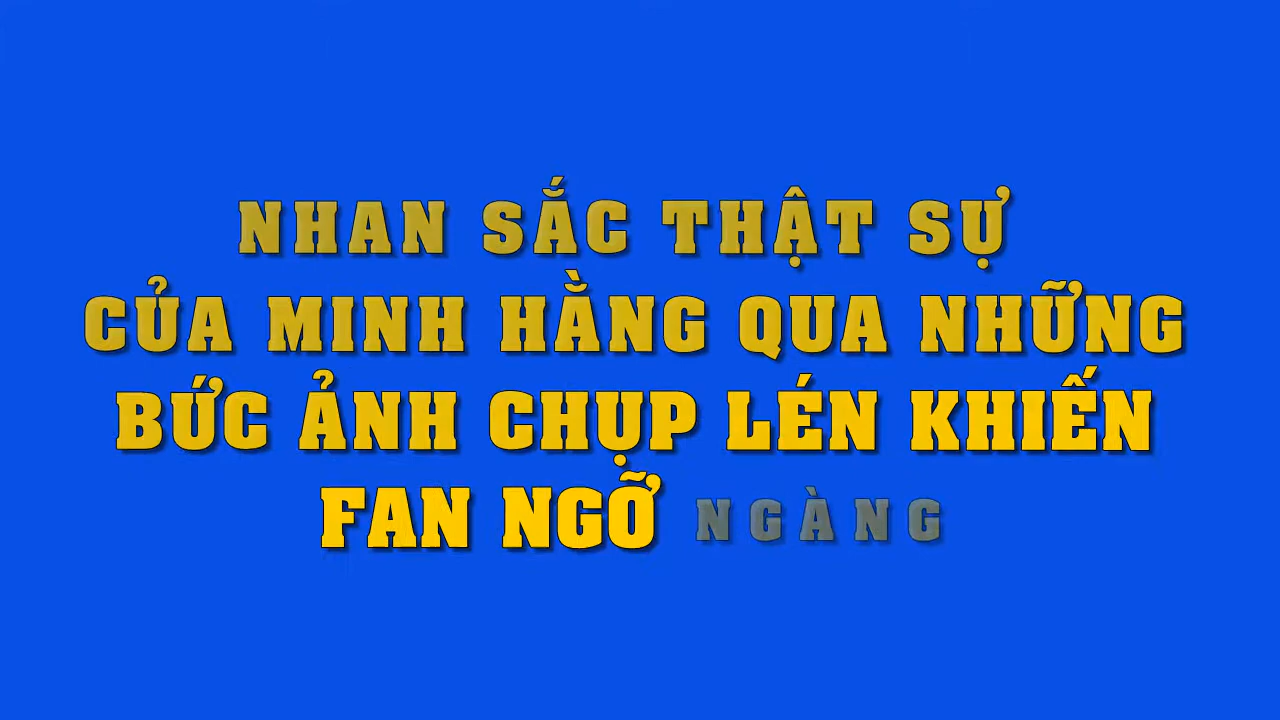 NHAN SẮC THẬT SỰ
CỦA MINH HẰNG QUA NHỮNG
BỨC ẢNH CHỤP LÉN KHIẾN
FAN NGỠ NGÀNG